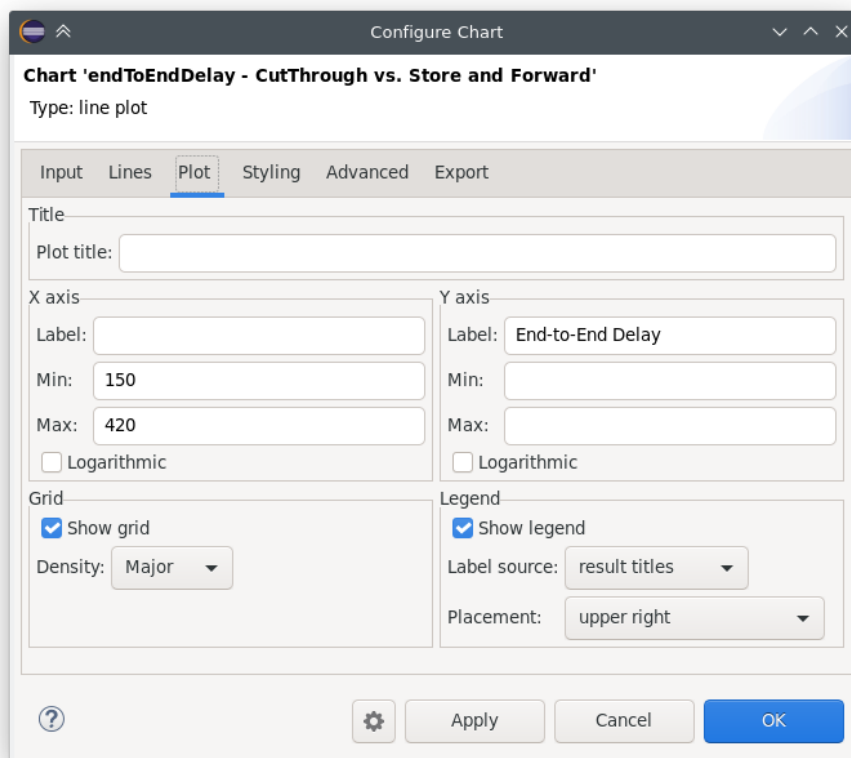 Configure Chart
Chart 'endToEndDelay - CutThrough vs. Store and Forward'
Type: line plot
Input Lines Plot Styling Advanced Export
Title
Plot title:
X axis
Label:
Min: 150
Max: 420
Logarithmic
Y axis
Label: End-to-End Delay
Min:
Max:
Logarithmic
Grid
Show grid
Density: Major
Legend
Show legend
Label source: result titles
Placement: upper right
? Apply Cancel OK